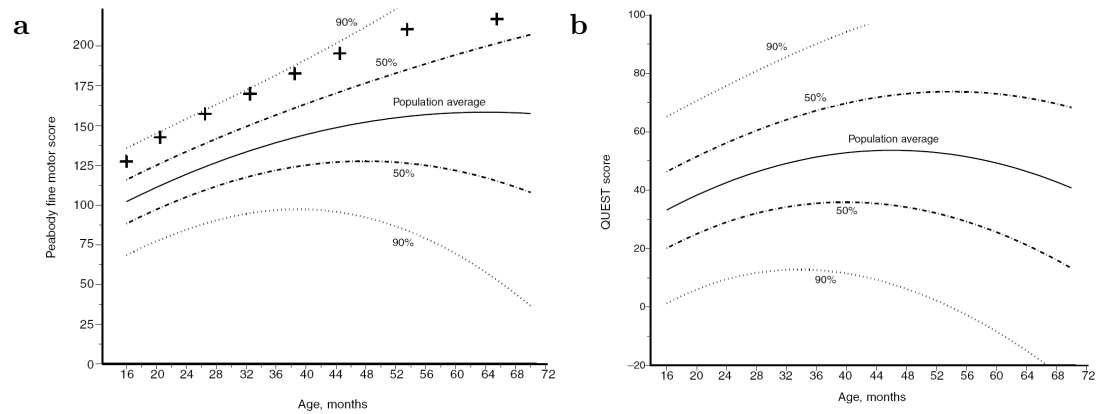 a
90%
50%
Population average
50%
90%
Peabody fine motor score
200
175
150
125
100
75
50
25
0
16 20 24 28 32 36 40 44 48 52 56 60 64 68 72
Age, months
b
90%
50%
Population average
50%
90%
QUEST score
100
80
60
40
20
0
−20
16 20 24 28 32 36 40 44 48 52 56 60 64 68 72
Age, months